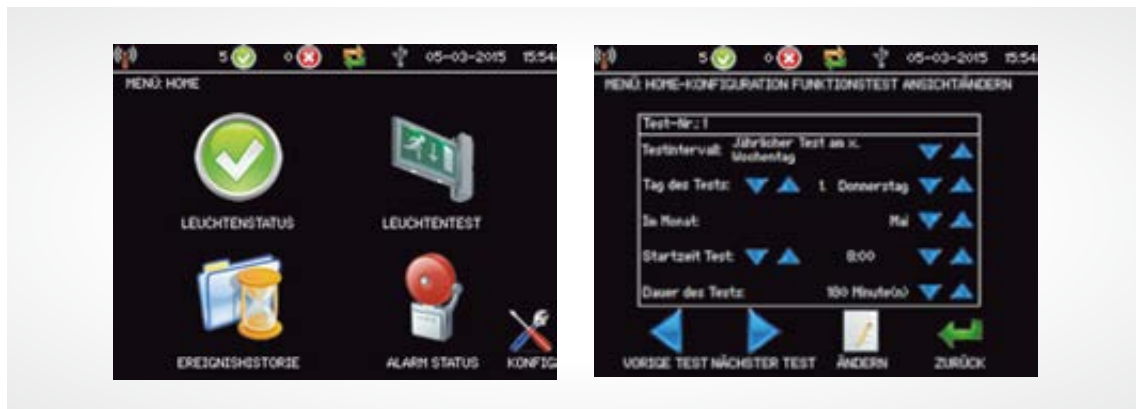 5 0 05-03-2015 15:54
MENÜ: HOME
LEUCHTENSTATUS LEUCHTENTEST
EREIGNISHISTORIE ALARM STATUS KONFIG
5 0 05-03-2015 15:54
MENÜ: HOME-KONFIGURATION FUNKTIONSTEST ANSICHT/ÄNDERN
Test-Nr.: 1
Testintervall: Jährlicher Test am x.
Wochentag
Tag des Tests: 1. Donnerstag
Im Monat: Mai
Startzeit Test: 8:00
Dauer des Tests: 180 Minute(n)
VORIGE TEST NÄCHSTER TEST ÄNDERN ZURÜCK